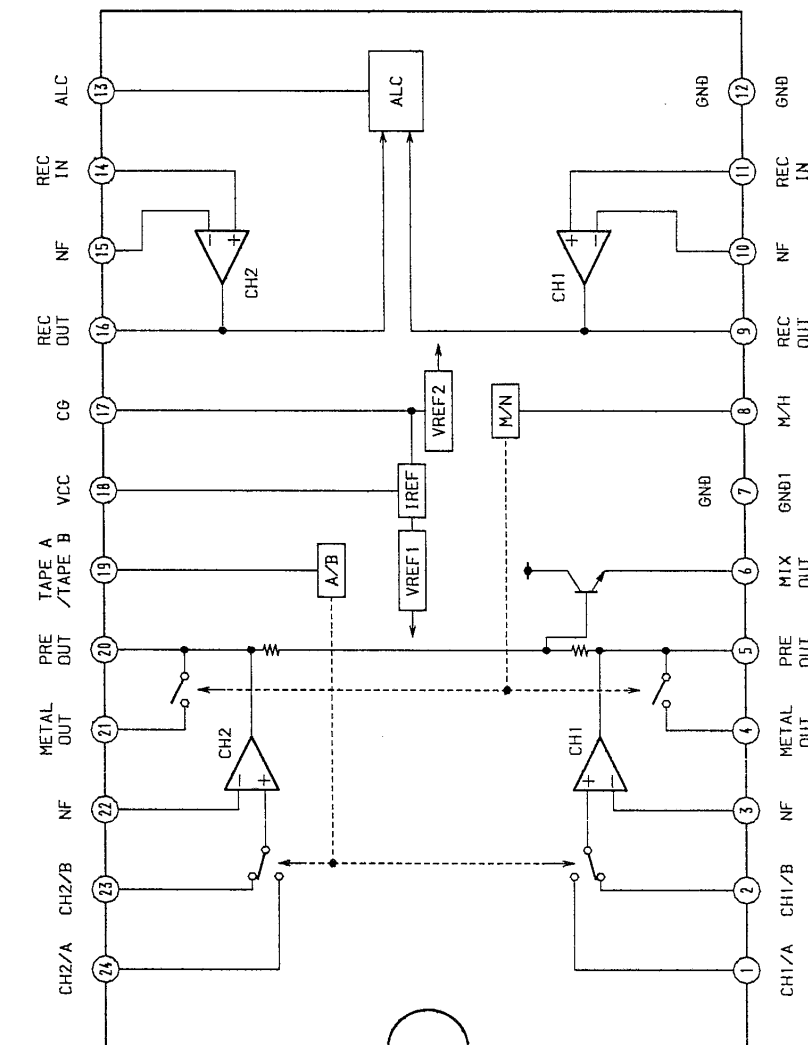 ALC
13
ALC
GND
12
GND
REC
IN
14
11
REC
IN
NF
15
CH2
CH1
10
NF
REC
OUT
16
9
REC
OUT
CG
17
VREF2
M/N
8
M/H
VCC
18
IREF
GND
7
GND1
TAPE A
/TAPE B
19
A/B
VREF1
6
MIX
OUT
PRE
OUT
20
5
PRE
OUT
METAL
OUT
21
CH2
CH1
4
METAL
OUT
NF
22
3
NF
CH2/B
23
2
CH1/B
CH2/A
24
1
CH1/A